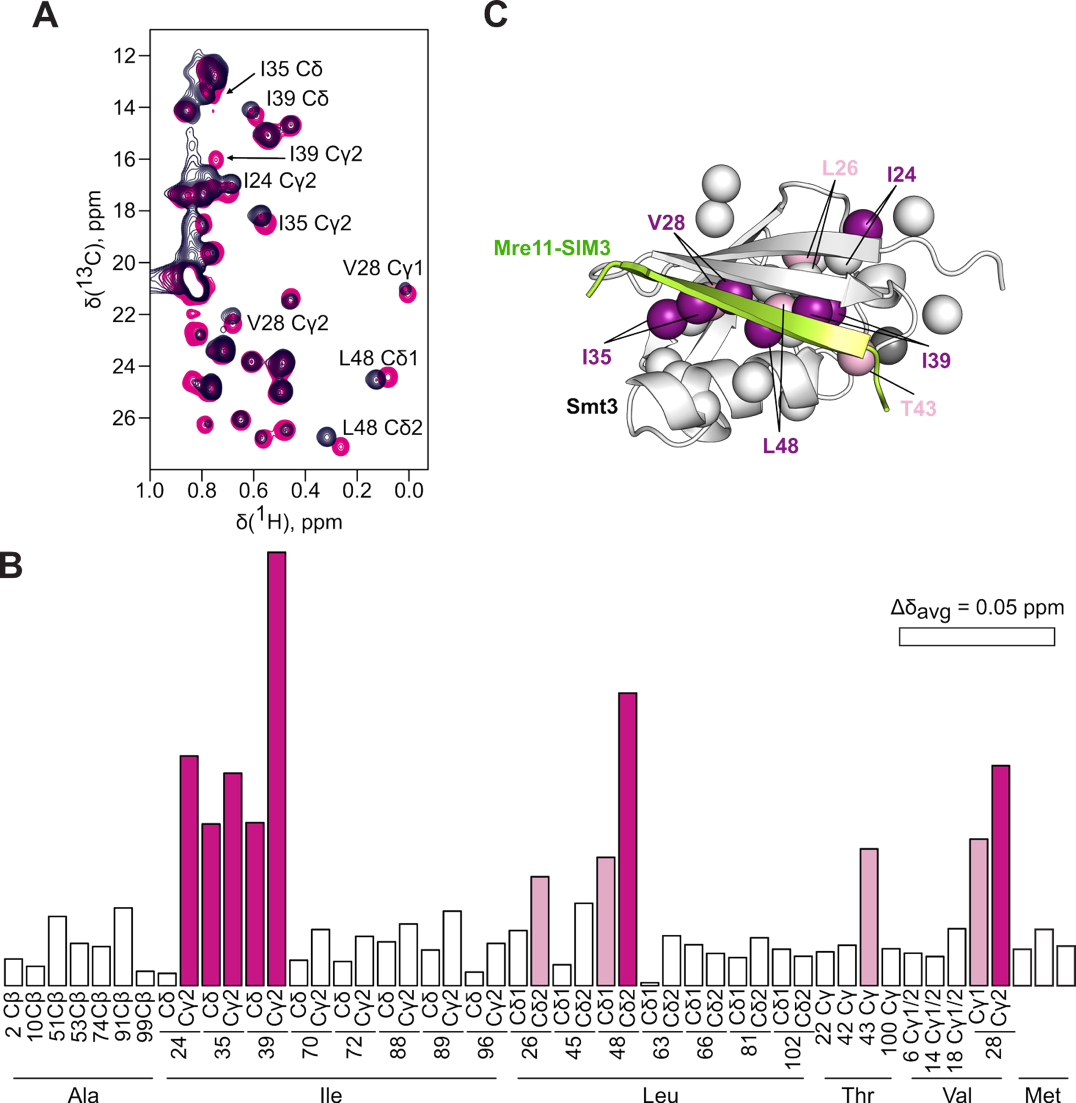 A
12
14
16
18
20
22
24
26
δ(13C), ppm
1.0 0.8 0.6 0.4 0.2 0.0
δ(1H), ppm
I35 Cδ
I39 Cδ
I39 Cγ2
I24 Cγ2
I35 Cγ2
V28 Cγ1
V28 Cγ2
L48 Cδ1
L48 Cδ2
C
L26
I24
V28
Mre11-SIM3
I35
I39
Smt3
T43
L48
B
Δδavg = 0.05 ppm
2 Cβ
10Cβ
51Cβ
53Cβ
74Cβ
91Cβ
99Cβ
Cδ
Cγ2
Cδ
Cγ2
Cδ
Cγ2
Cδ
Cγ2
Cδ
Cγ2
Cδ
Cγ2
Cδ
Cγ2
Cδ
Cγ2
Cδ1
Cδ2
Cδ1
Cδ2
Cδ1
Cδ2
Cδ1
Cδ2
Cδ1
Cδ2
Cδ1
Cδ2
Cδ1
Cδ2
22 Cγ
42 Cγ
43 Cγ
100 Cγ
6 Cγ1/2
14 Cγ1/2
18 Cγ1/2
Cγ1
Cγ2
24 35 39 70 72 88 89 96 26 45 48 63 66 81 102 28
Ala Ile Leu Thr Val Met